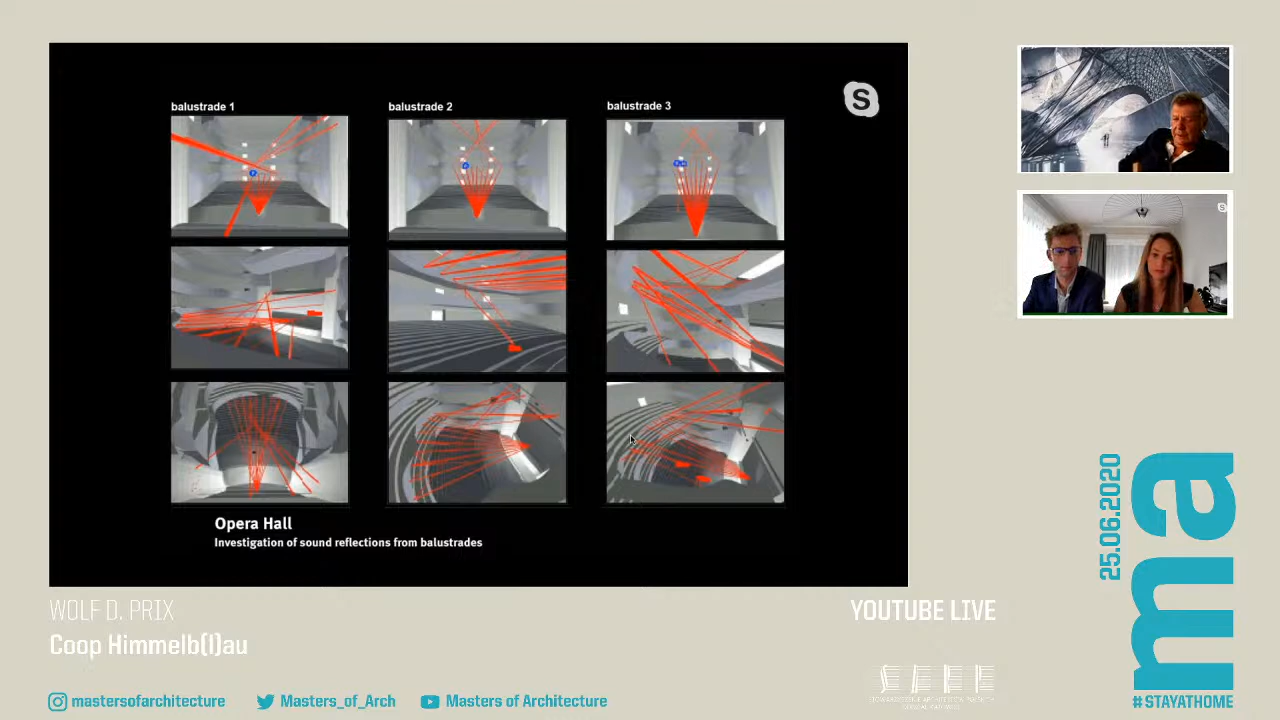 balustrade 1
balustrade 2
balustrade 3
S
Opera Hall
Investigation of sound reflections from balustrades
WOLF D. PRIX
Coop Himmelb(l)au
YOUTUBE LIVE
mastersofarchitecture
Masters_of_Arch
Masters of Architecture
25.06.2020
ma
#STAYATHOME